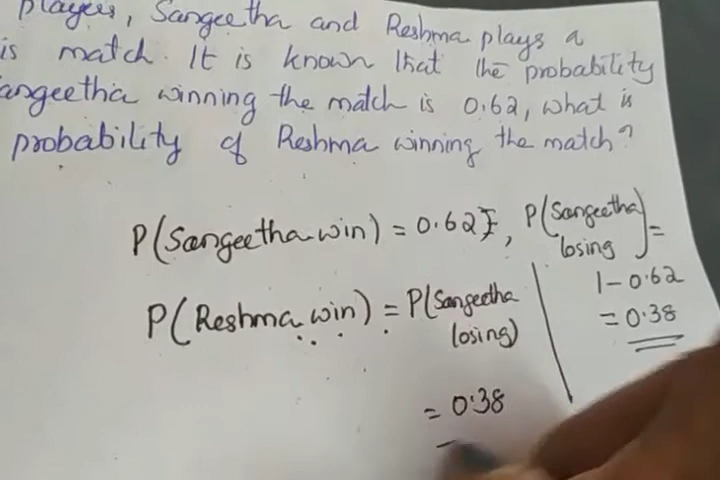 players, Sangeetha and Reshma plays a
is match. It is known that the probability
angeetha winning the match is 0.62, what is
probability of Reshma winning the match?
P(Sangeetha win) = 0.62, P(Sangeetha losing) =
1 - 0.62
= 0.38
P(Reshma win) = P(Sangeetha
losing)
= 0.38